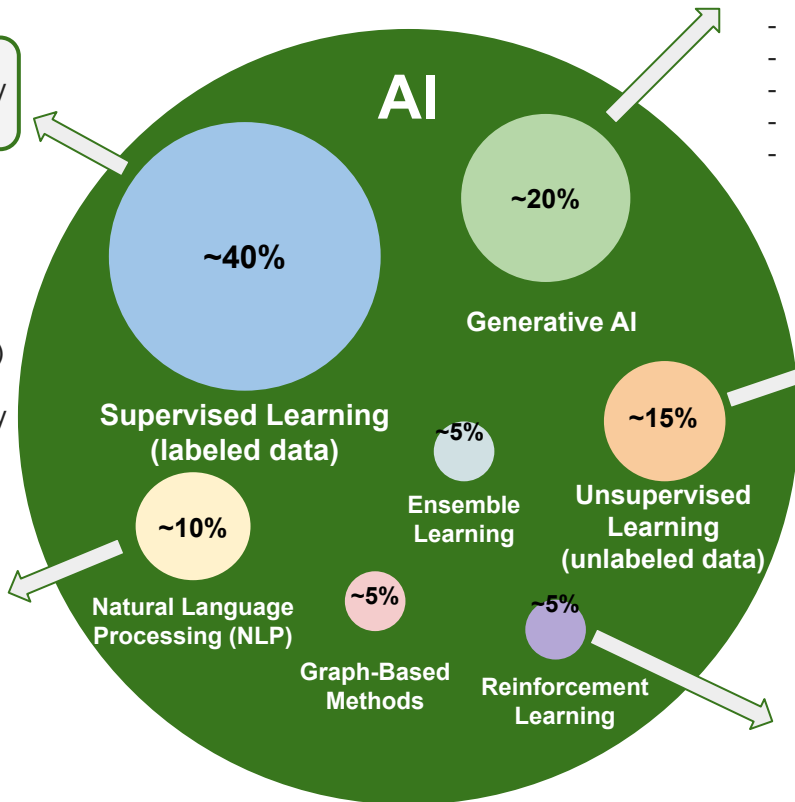 AI
~40%
~20%
Generative AI
Supervised Learning
(labeled data)
~5%
Ensemble
Learning
~15%
Unsupervised
Learning
(unlabeled data)
~10%
Natural Language
Processing (NLP)
~5%
Graph-Based
Methods
~5%
Reinforcement
Learning
-
-
-
-
-
)